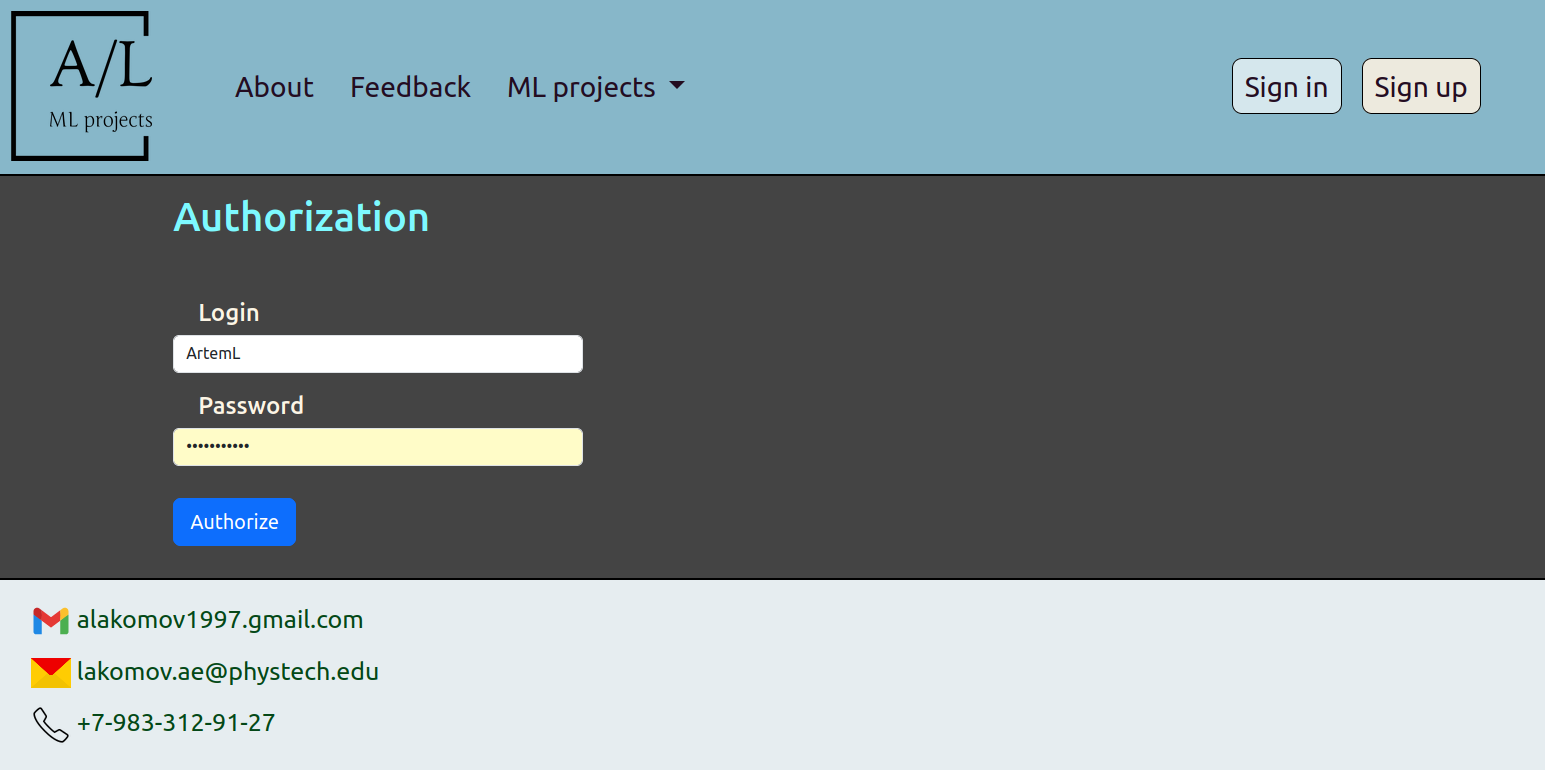 A/L
ML projects
About Feedback ML projects Sign in Sign up
Authorization
Login
ArtemL
Password
•••••••••••
Authorize
alakomov1997.gmail.com
lakomov.ae@phystech.edu
+7-983-312-91-27